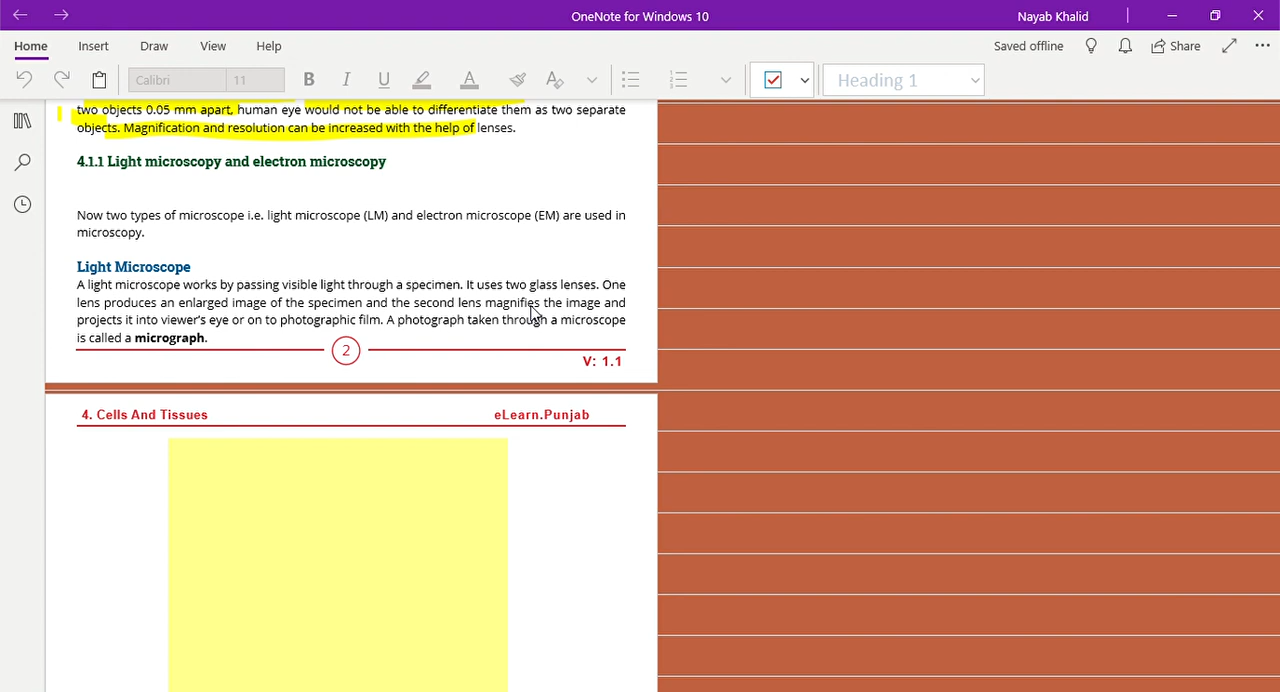 OneNote for Windows 10
Nayab Khalid
Home Insert Draw View Help
Saved offline
Share
Calibri 11 B I U A Heading 1
two objects 0.05 mm apart, human eye would not be able to differentiate them as two separate
objects. Magnification and resolution can be increased with the help of lenses.
4.1.1 Light microscopy and electron microscopy
Now two types of microscope i.e. light microscope (LM) and electron microscope (EM) are used in
microscopy.
Light Microscope
A light microscope works by passing visible light through a specimen. It uses two glass lenses. One
lens produces an enlarged image of the specimen and the second lens magnifies the image and
projects it into viewer’s eye or on to photographic film. A photograph taken through a microscope
is called a micrograph.
2
V: 1.1
4. Cells And Tissues eLearn.Punjab